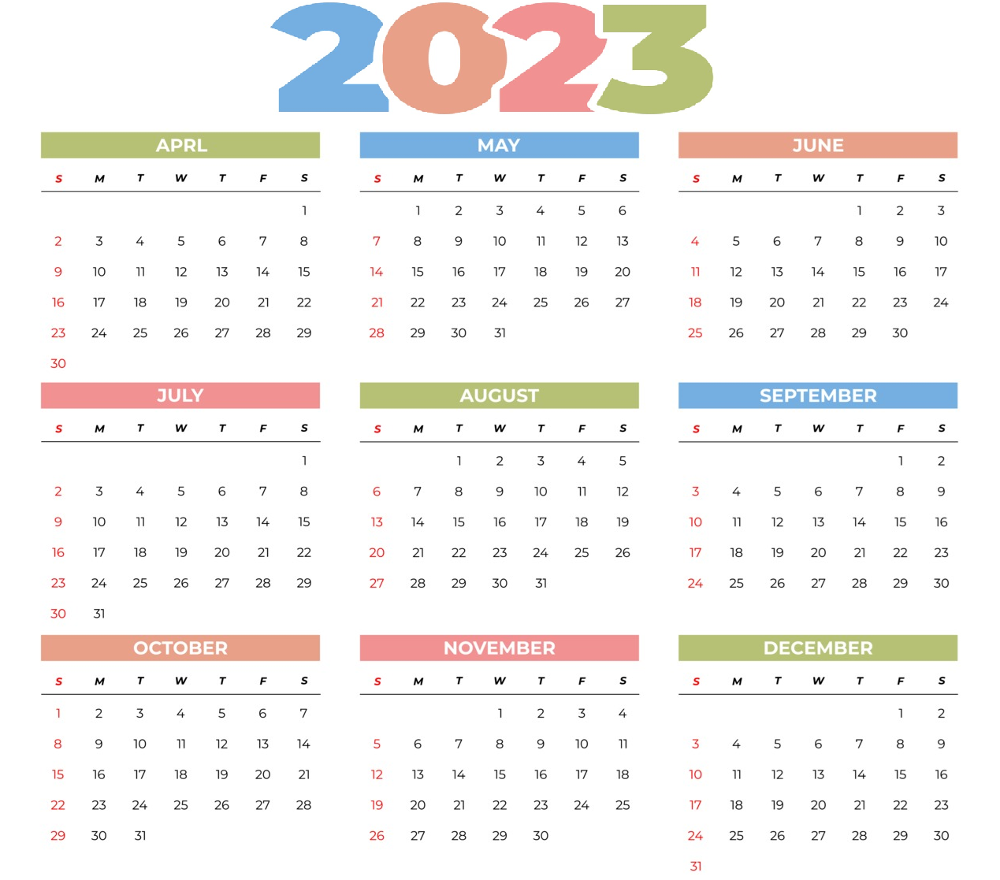 2023
APRL
S M T W T F S
1
2 3 4 5 6 7 8
9 10 11 12 13 14 15
16 17 18 19 20 21 22
23 24 25 26 27 28 29
30
MAY
S M T W T F S
1 2 3 4 5 6
7 8 9 10 11 12 13
14 15 16 17 18 19 20
21 22 23 24 25 26 27
28 29 30 31
JUNE
S M T W T F S
1 2 3
4 5 6 7 8 9 10
11 12 13 14 15 16 17
18 19 20 21 22 23 24
25 26 27 28 29 30
JULY
S M T W T F S
1
2 3 4 5 6 7 8
9 10 11 12 13 14 15
16 17 18 19 20 21 22
23 24 25 26 27 28 29
30 31
AUGUST
S M T W T F S
1 2 3 4 5
6 7 8 9 10 11 12
13 14 15 16 17 18 19
20 21 22 23 24 25 26
27 28 29 30 31
SEPTEMBER
S M T W T F S
1 2
3 4 5 6 7 8 9
10 11 12 13 14 15 16
17 18 19 20 21 22 23
24 25 26 27 28 29 30
OCTOBER
S M T W T F S
1 2 3 4 5 6 7
8 9 10 11 12 13 14
15 16 17 18 19 20 21
22 23 24 25 26 27 28
29 30 31
NOVEMBER
S M T W T F S
1 2 3 4
5 6 7 8 9 10 11
12 13 14 15 16 17 18
19 20 21 22 23 24 25
26 27 28 29 30
DECEMBER
S M T W T F S
1 2
3 4 5 6 7 8 9
10 11 12 13 14 15 16
17 18 19 20 21 22 23
24 25 26 27 28 29 30
31